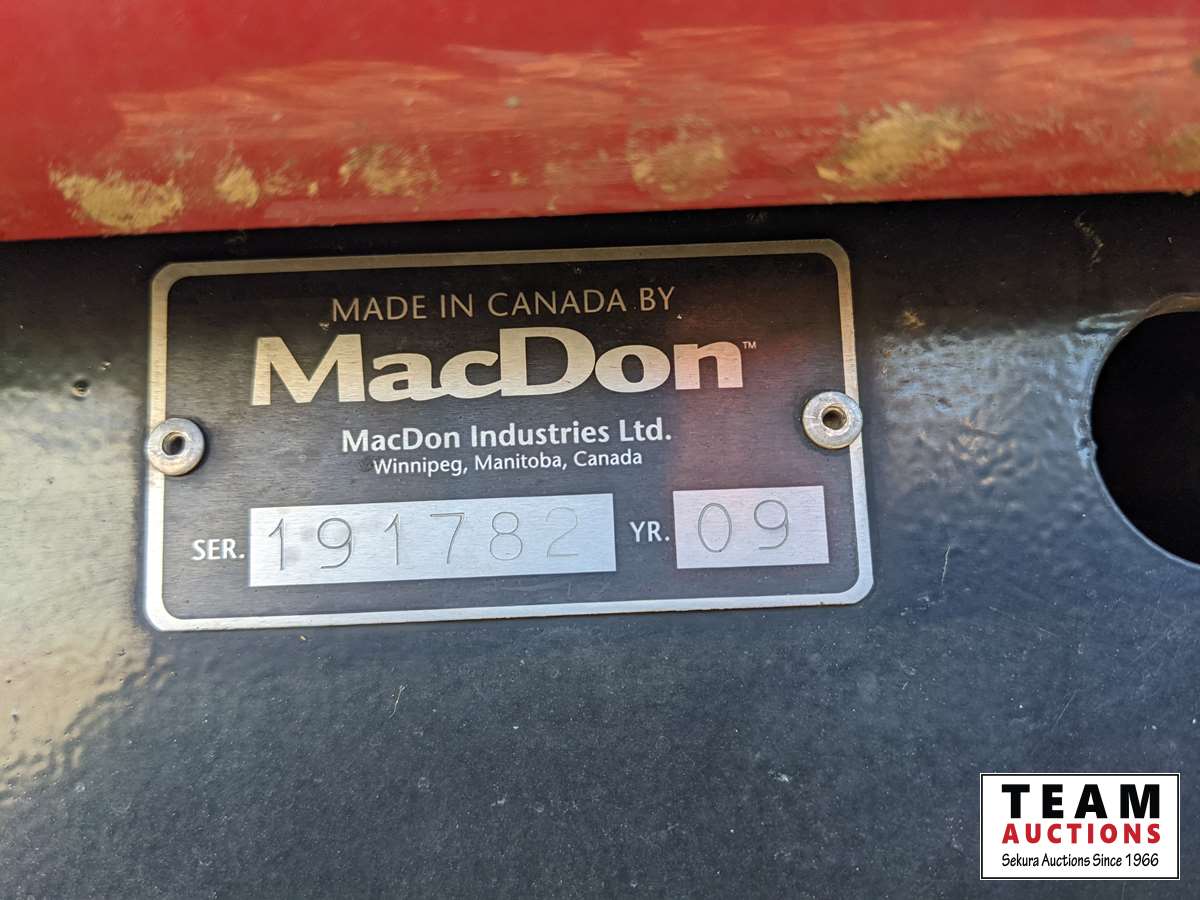 MADE IN CANADA BY
MacDon™
MacDon Industries Ltd.
Winnipeg, Manitoba, Canada
SER. 191782 YR. 09
TEAM
AUCTIONS
Sekura Auctions Since 1966